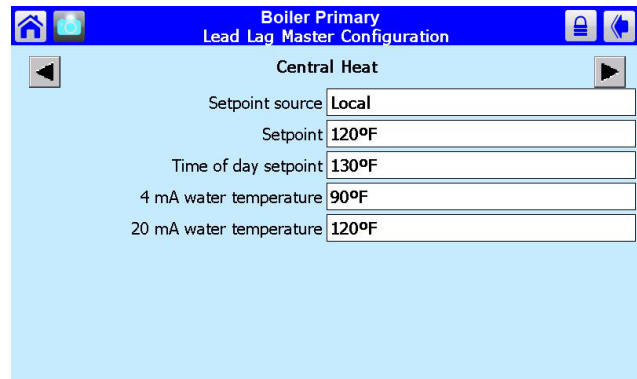 Boiler Primary
Lead Lag Master Configuration
Central Heat
Setpoint source Local
Setpoint 120ºF
Time of day setpoint 130ºF
4 mA water temperature 90ºF
20 mA water temperature 120ºF